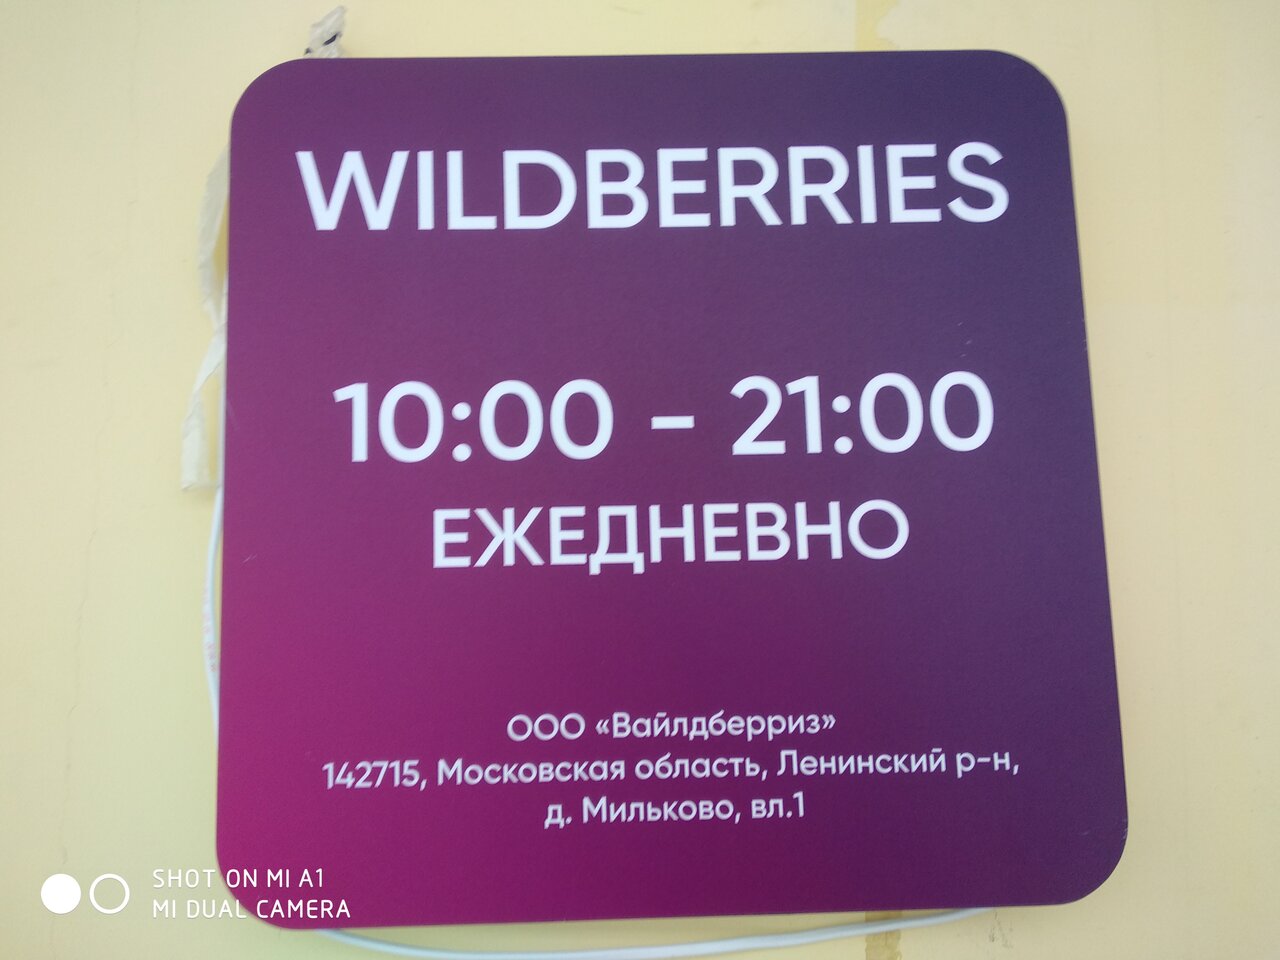 WILDBERRIES
10:00 - 21:00
ЕЖЕДНЕВНО
ООО «Вайлдберриз»
142715, Московская область, Ленинский р-н,
д. Мильково, вл.1
SHOT ON MI A1
MI DUAL CAMERA